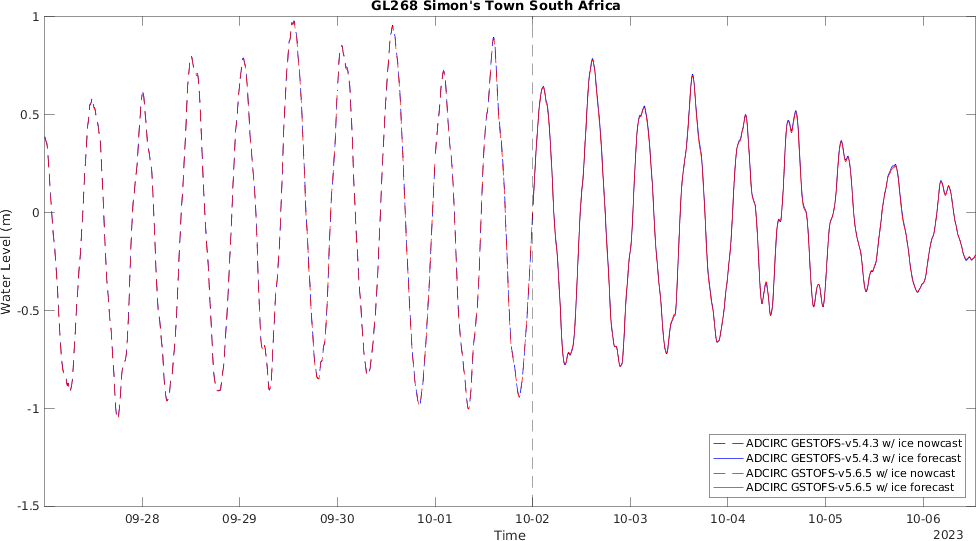 GL268 Simon's Town South Africa
1
0.5
0
-0.5
-1
-1.5
Water Level (m)
09-28
09-29
09-30
10-01
10-02
10-03
10-04
10-05
10-06
Time
2023
ADCIRC GESTOFS-v5.4.3 w/ ice nowcast
ADCIRC GESTOFS-v5.4.3 w/ ice forecast
ADCIRC GSTOFS-v5.6.5 w/ ice nowcast
ADCIRC GSTOFS-v5.6.5 w/ ice forecast